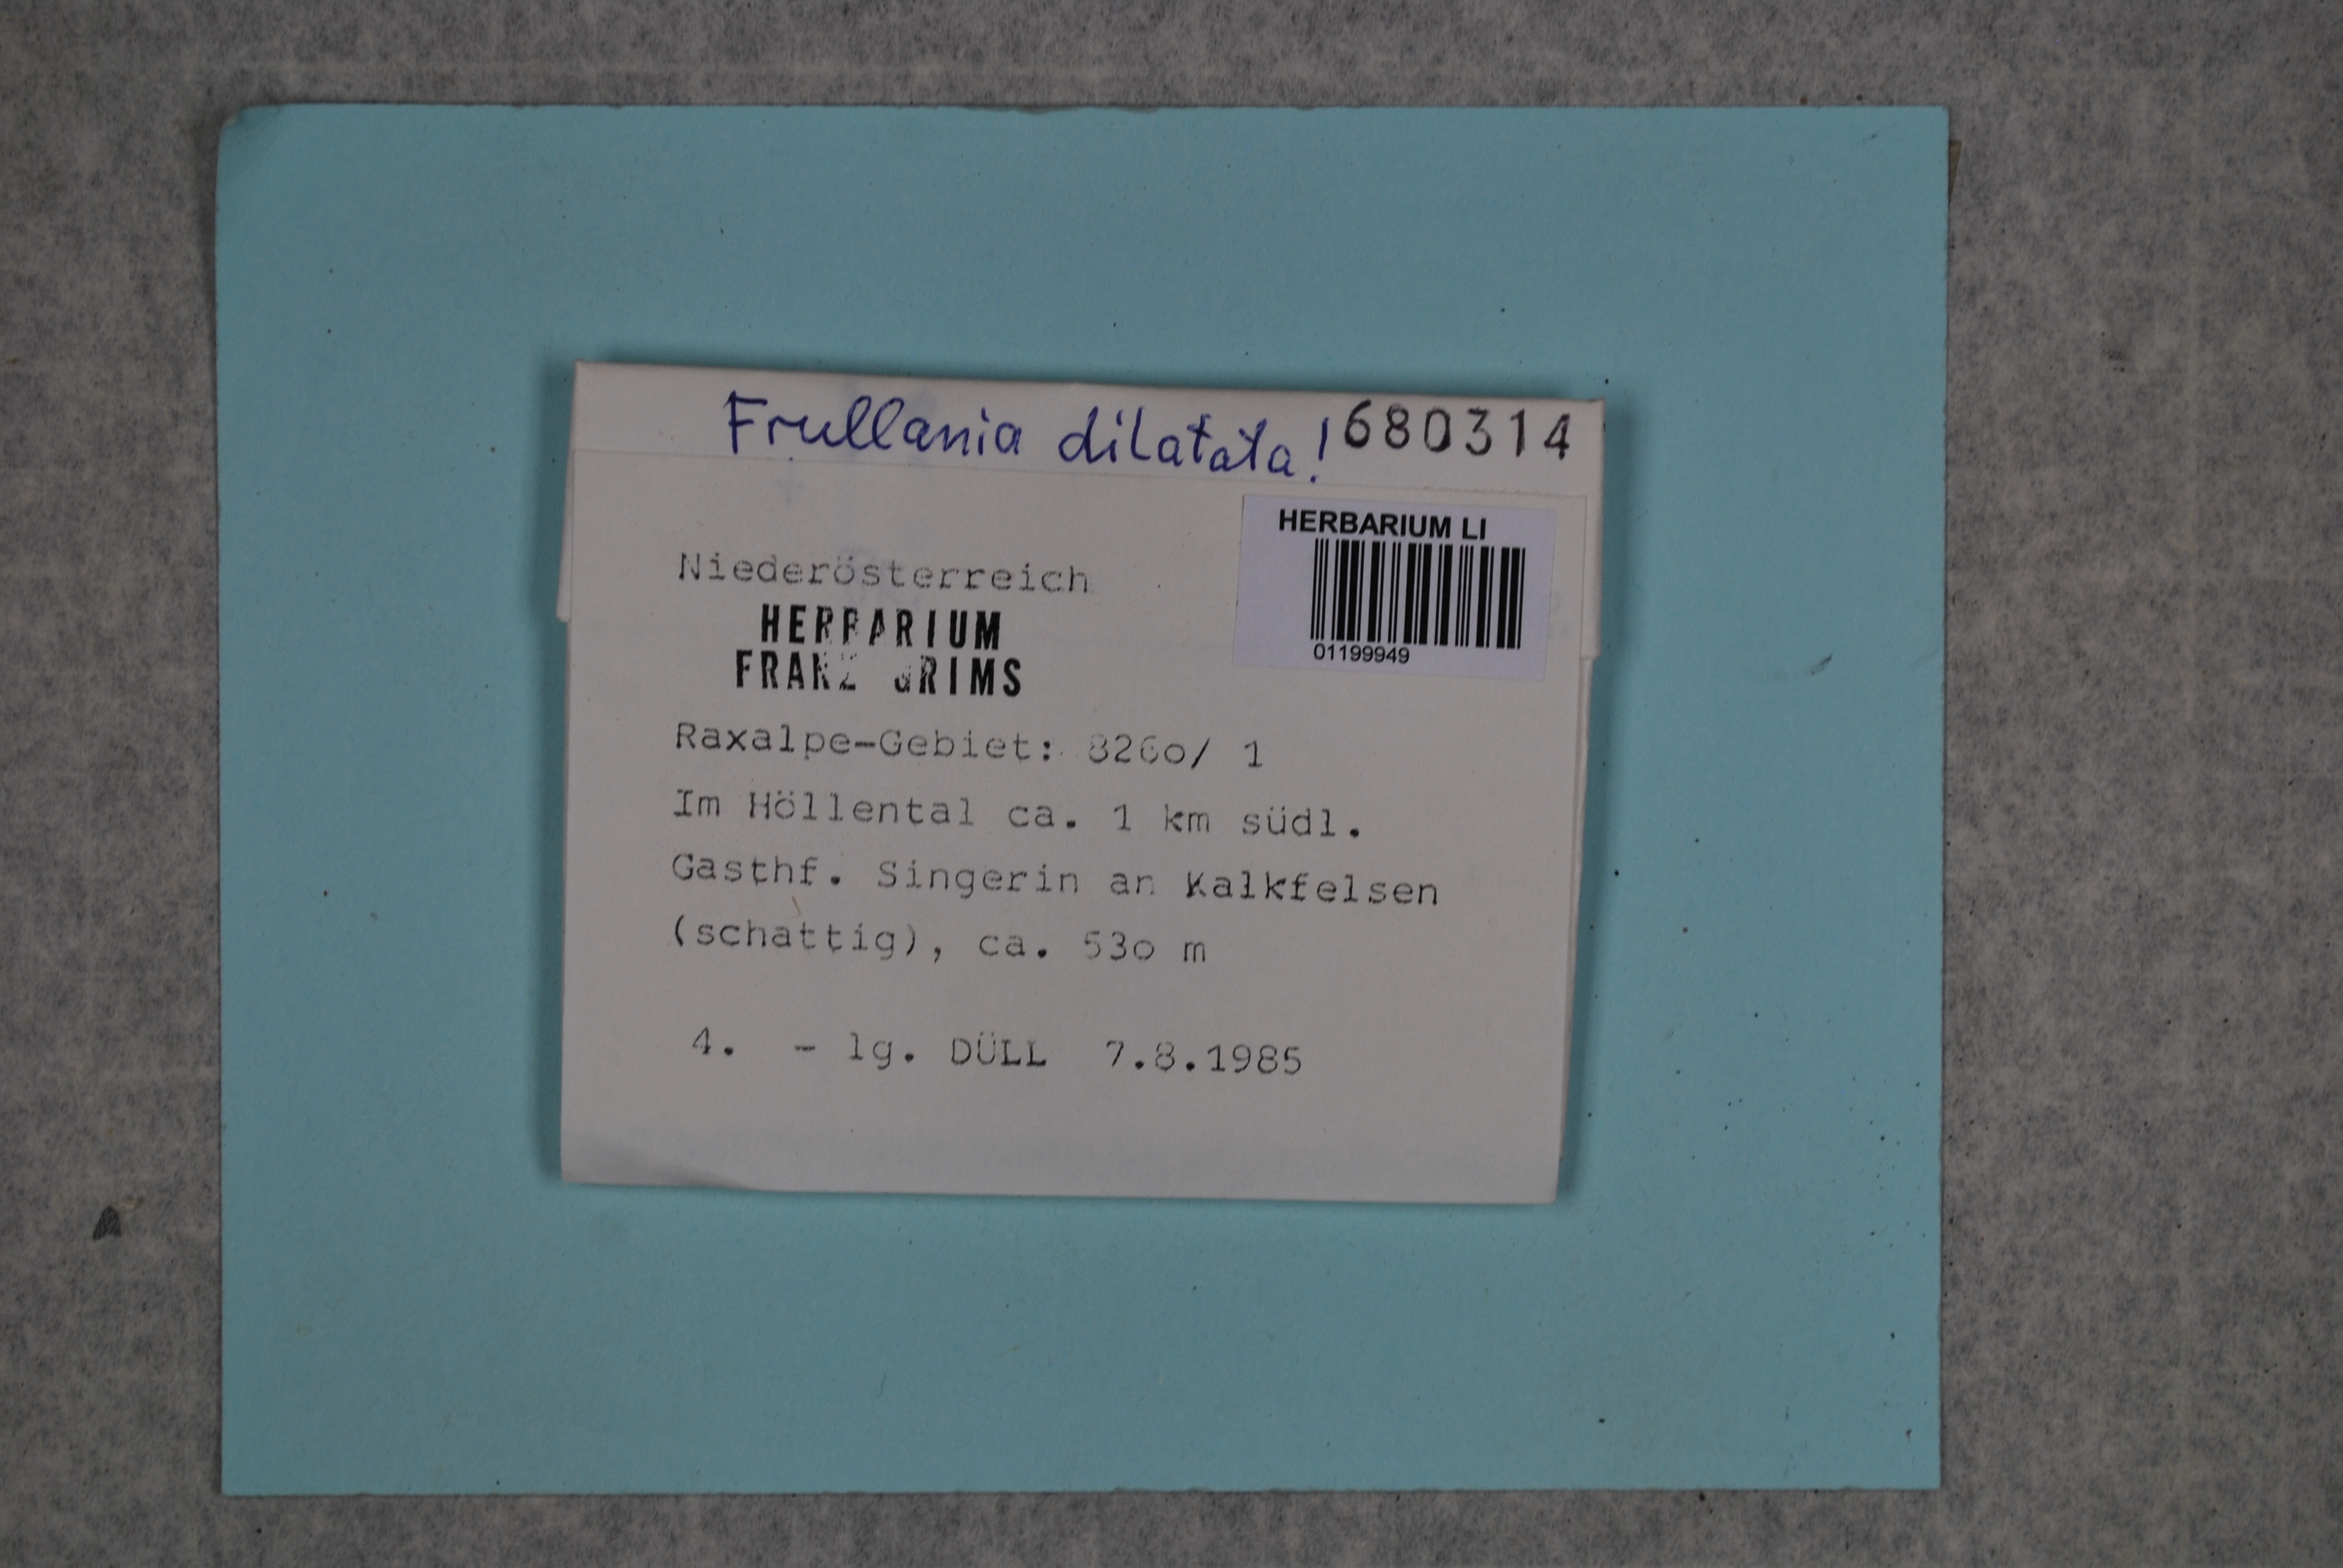 Frullania dilatata! 680314
HERBARIUM LI
01199949
Niederösterreich
HERBARIUM
FRANZ GRIMS
Raxalpe-Gebiet: 826o/ 1
Im Höllental ca. 1 km südl.
Gasthf. Singerin an Kalkfelsen
(schattig), ca. 53o m
4. - lg. DÜLL 7.8.1985